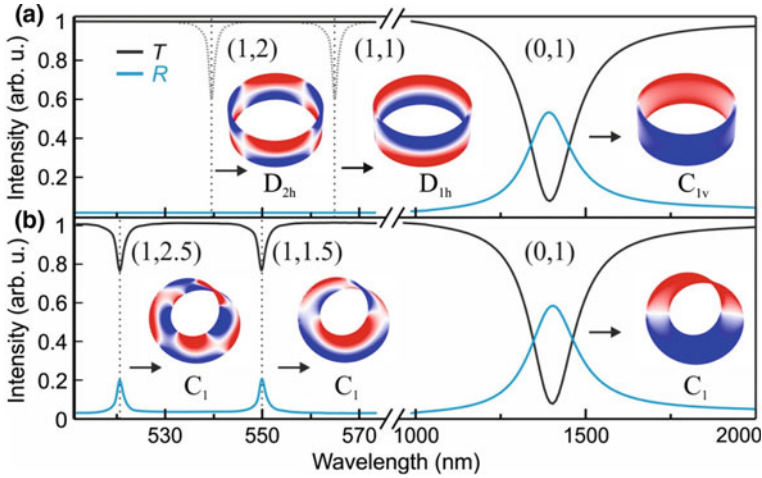 (a)
Intensity (arb. u.)
1
0.8
0.6
0.4
0.2
T
R
(1,2)
(1,1)
(0,1)
D2h
D1h
C1v
(b)
Intensity (arb. u.)
1
0.8
0.6
0.4
0.2
0
(1,2.5)
(1,1.5)
(0,1)
C1
C1
C1
530 550 570 1000 1500 2000
Wavelength (nm)